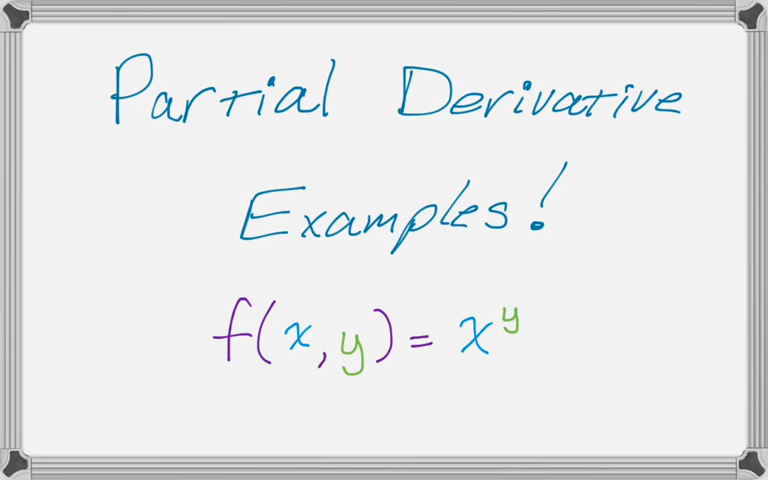 Partial Derivative
Examples!
f(x,y) = x^y